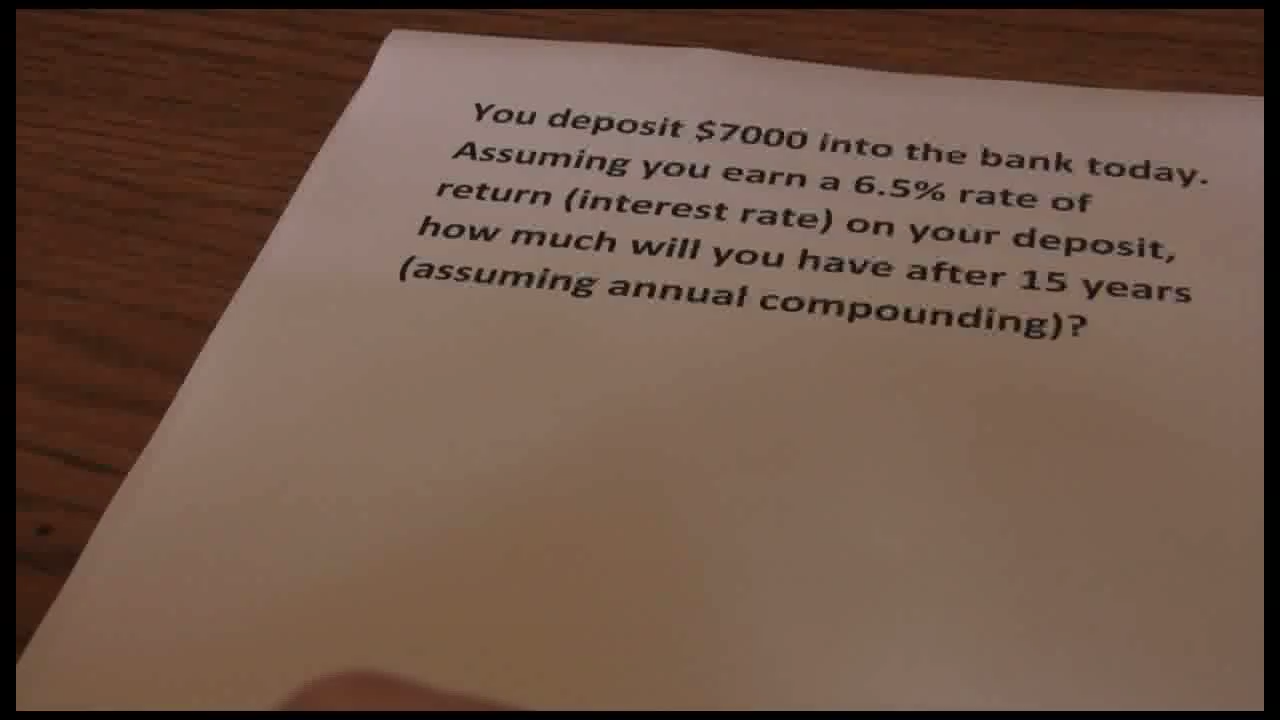 You deposit $7000 into the bank today.
Assuming you earn a 6.5% rate of
return (interest rate) on your deposit,
how much will you have after 15 years
(assuming annual compounding)?